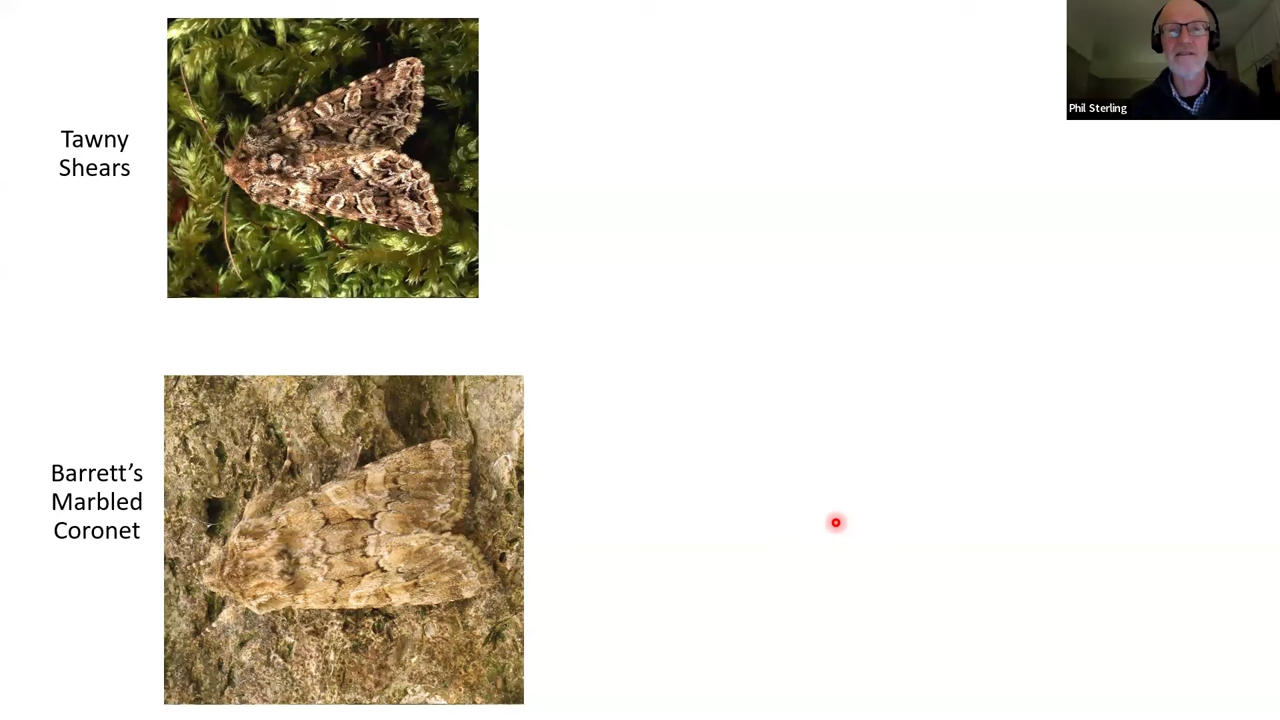 Tawny
Shears
Phil Sterling
Barrett’s
Marbled
Coronet